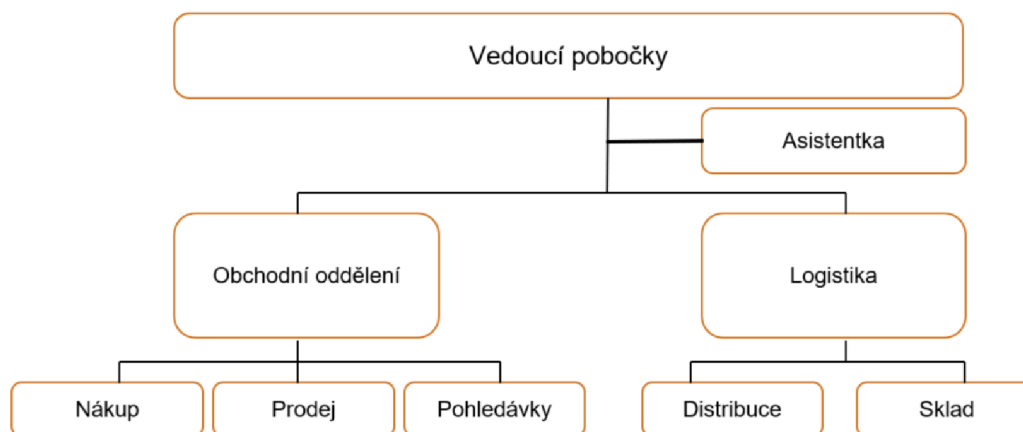 Vedoucí pobočky
Asistentka
Obchodní oddělení
Logistika
Nákup
Prodej
Pohledávky
Distribuce
Sklad